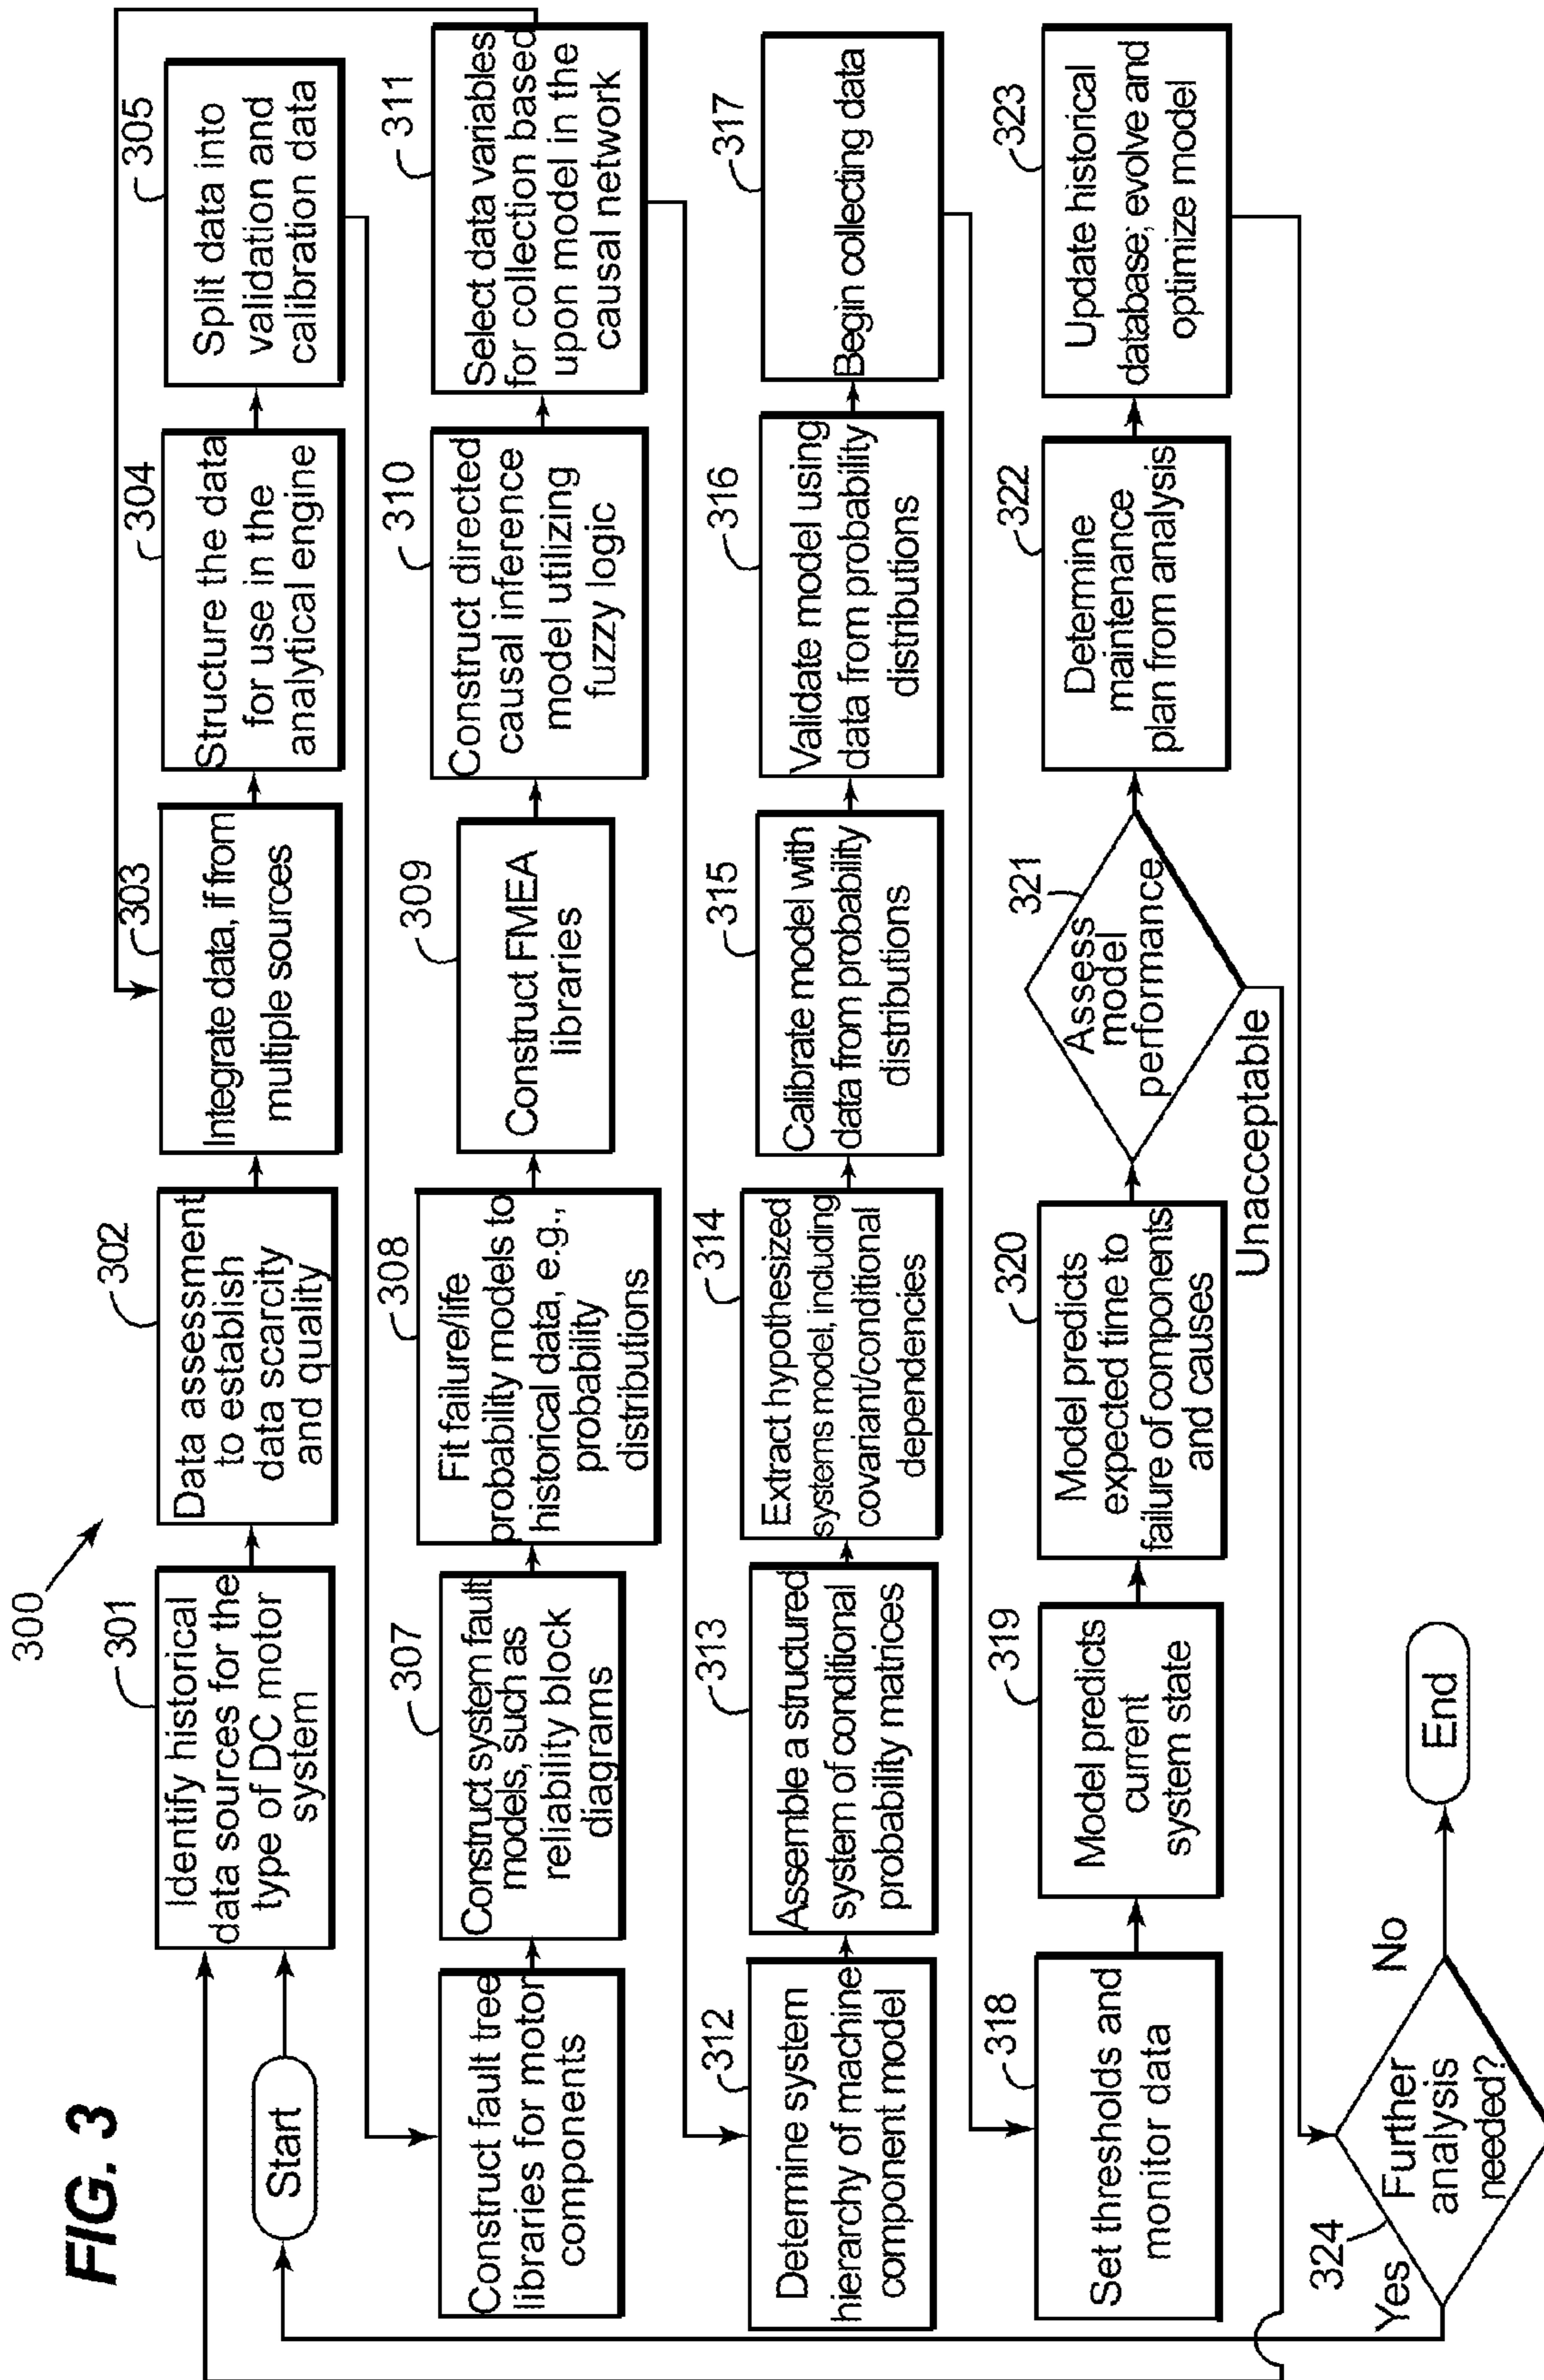 FIG. 3
300
Start
301
Identify historical
data sources for the
type of DC motor
system
302
Data assessment
to establish
data scarcity
and quality
303
Integrate data, if from
multiple sources
304
Structure the data
for use in the
analytical engine
305
Split data into
validation and
calibration data
Construct fault tree
libraries for motor
components
307
Construct system fault
models, such as
reliability block
diagrams
308
Fit failure/life
probability models to
historical data, e.g.,
probability
distributions
309
Construct FMEA
libraries
310
Construct directed
causal inference
model utilizing
fuzzy logic
311
Select data variables
for collection based
upon model in the
causal network
312
Determine system
hierarchy of machine
component model
313
Assemble a structured
system of conditional
probability matrices
314
Extract hypothesized
systems model, including
covariant/conditional
dependencies
315
Calibrate model with
data from probability
distributions
316
Validate model using
data from probability
distributions
317
Begin collecting data
318
Set thresholds and
monitor data
319
Model predicts
current
system state
320
Model predicts
expected time to
failure of components
and causes
321
Assess
model
performance
Unacceptable
322
Determine
maintenance
plan from analysis
323
Update historical
database; evolve and
optimize model
324
Further
analysis
needed?
Yes
No
End